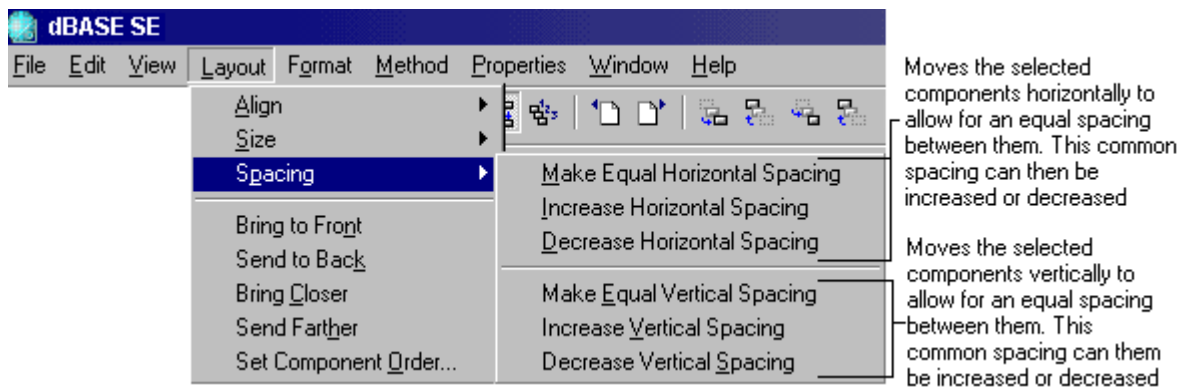 dBASE SE
File Edit View Layout Format Method Properties Window Help
Align
Size
Spacing
Bring to Front
Send to Back
Bring Closer
Send Farther
Set Component Order...
Make Equal Horizontal Spacing
Increase Horizontal Spacing
Decrease Horizontal Spacing
Make Equal Vertical Spacing
Increase Vertical Spacing
Decrease Vertical Spacing
Moves the selected
components horizontally to
allow for an equal spacing
between them. This common
spacing can then be
increased or decreased
Moves the selected
components vertically to
allow for an equal spacing
between them. This
common spacing can them
be increased or decreased